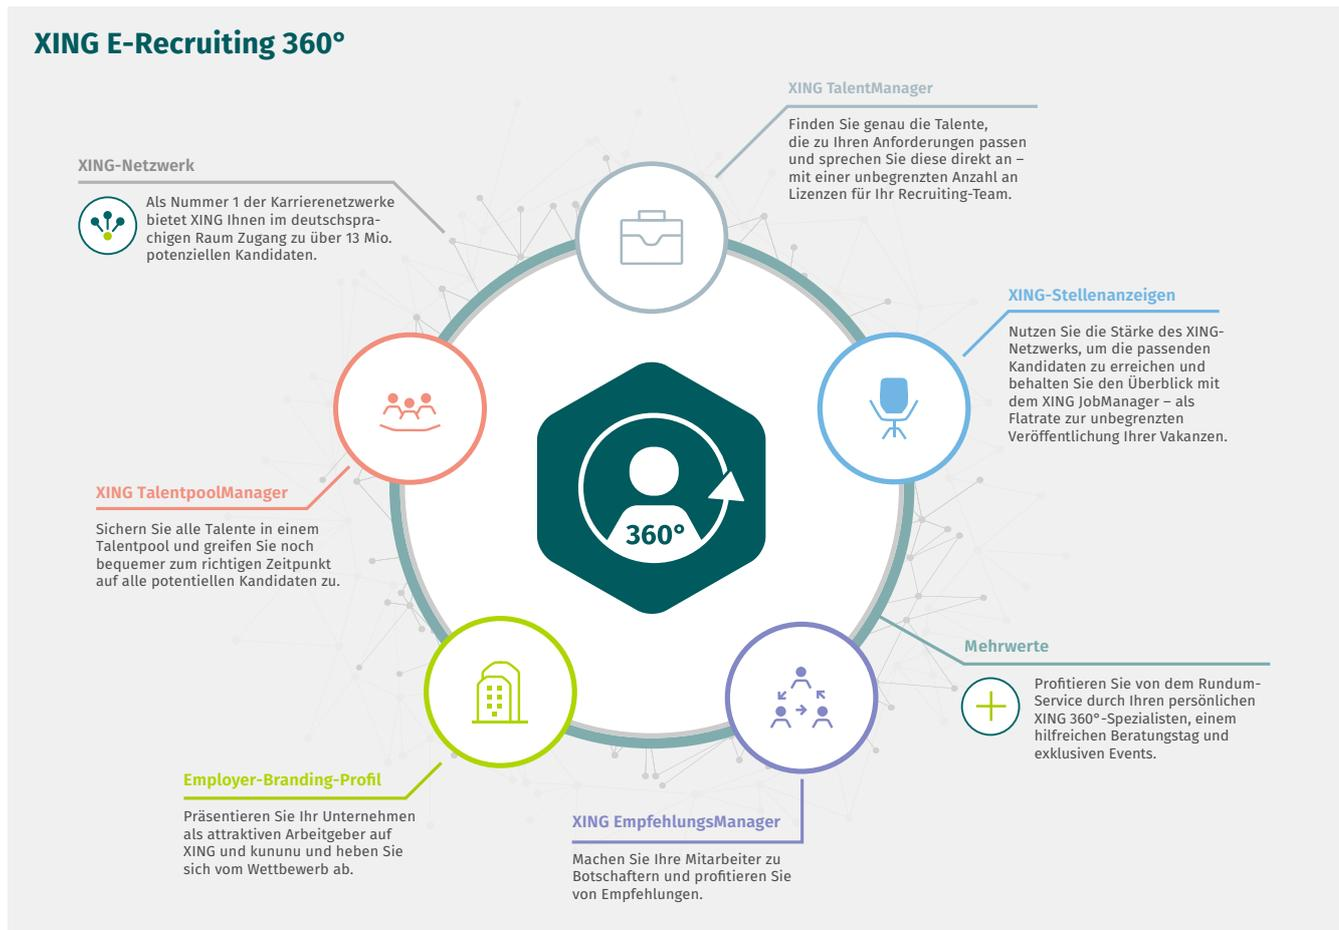 XING E-Recruiting 360°
XING TalentManager
Finden Sie genau die Talente,
die zu Ihren Anforderungen passen
und sprechen Sie diese direkt an –
mit einer unbegrenzten Anzahl an
Lizenzen für Ihr Recruiting-Team.
XING-Netzwerk
Als Nummer 1 der Karrierenetzwerke
bietet XING Ihnen im deutschspra-
chigen Raum Zugang zu über 13 Mio.
potenziellen Kandidaten.
XING-Stellenanzeigen
Nutzen Sie die Stärke des XING-
Netzwerks, um die passenden
Kandidaten zu erreichen und
behalten Sie den Überblick mit
dem XING JobManager – als
Flatrate zur unbegrenzten
Veröffentlichung Ihrer Vakanzen.
XING TalentpoolManager
Sichern Sie alle Talente in einem
Talentpool und greifen Sie noch
bequemer zum richtigen Zeitpunkt
auf alle potentiellen Kandidaten zu.
360°
Mehrwerte
Profitieren Sie von dem Rundum-
Service durch Ihren persönlichen
XING 360°-Spezialisten, einem
hilfreichen Beratungstag und
exklusiven Events.
Employer-Branding-Profil
Präsentieren Sie Ihr Unternehmen
als attraktiven Arbeitgeber auf
XING und kununu und heben Sie
sich vom Wettbewerb ab.
XING EmpfehlungsManager
Machen Sie Ihre Mitarbeiter zu
Botschaftern und profitieren Sie
von Empfehlungen.